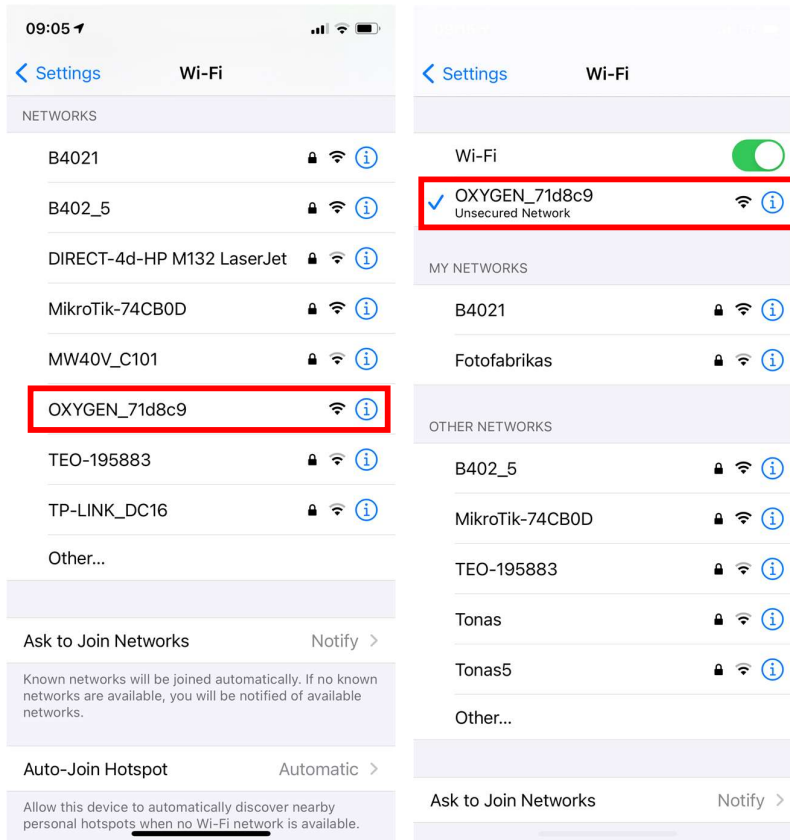 09:05
Settings
Wi-Fi
NETWORKS
B4021
B402_5
DIRECT-4d-HP M132 LaserJet
MikroTik-74CB0D
MW40V_C101
OXYGEN_71d8c9
TEO-195883
TP-LINK_DC16
Other...
Ask to Join Networks
Notify
Known networks will be joined automatically. If no known
networks are available, you will be notified of available
networks.
Auto-Join Hotspot
Automatic
Allow this device to automatically discover nearby
personal hotspots when no Wi-Fi network is available.
Settings
Wi-Fi
Wi-Fi
OXYGEN_71d8c9
Unsecured Network
MY NETWORKS
B4021
Fotofabrikas
OTHER NETWORKS
B402_5
MikroTik-74CB0D
TEO-195883
Tonas
Tonas5
Other...
Ask to Join Networks
Notify